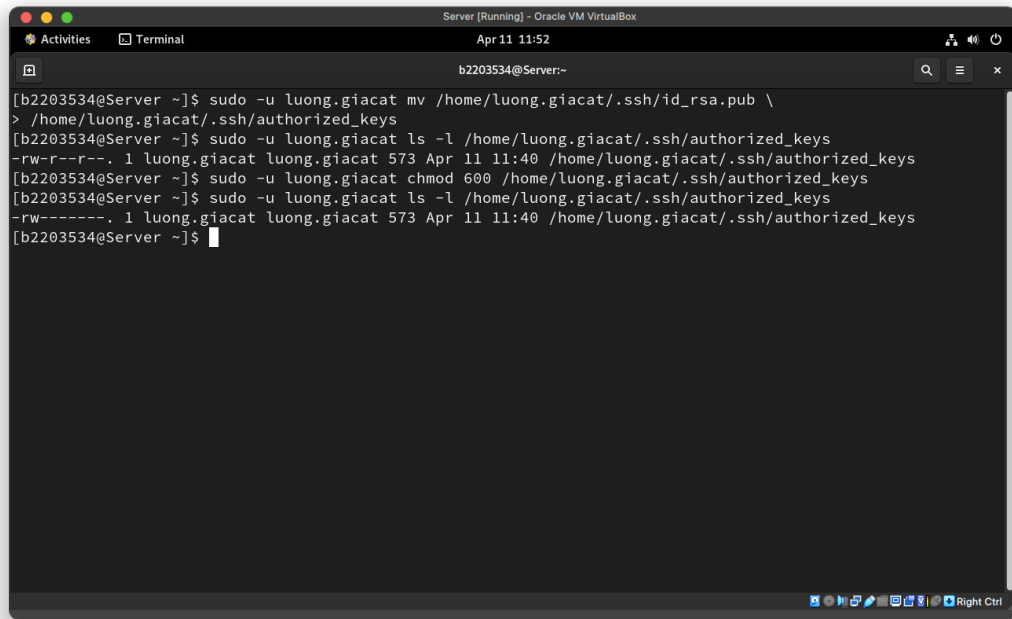 Server [Running] - Oracle VM VirtualBox
Activities Terminal Apr 11 11:52
b2203534@Server:~
[b2203534@Server ~]$ sudo -u luong.giacat mv /home/luong.giacat/.ssh/id_rsa.pub \
> /home/luong.giacat/.ssh/authorized_keys
[b2203534@Server ~]$ sudo -u luong.giacat ls -l /home/luong.giacat/.ssh/authorized_keys
-rw-r--r--. 1 luong.giacat luong.giacat 573 Apr 11 11:40 /home/luong.giacat/.ssh/authorized_keys
[b2203534@Server ~]$ sudo -u luong.giacat chmod 600 /home/luong.giacat/.ssh/authorized_keys
[b2203534@Server ~]$ sudo -u luong.giacat ls -l /home/luong.giacat/.ssh/authorized_keys
-rw-------. 1 luong.giacat luong.giacat 573 Apr 11 11:40 /home/luong.giacat/.ssh/authorized_keys
[b2203534@Server ~]$
Right Ctrl